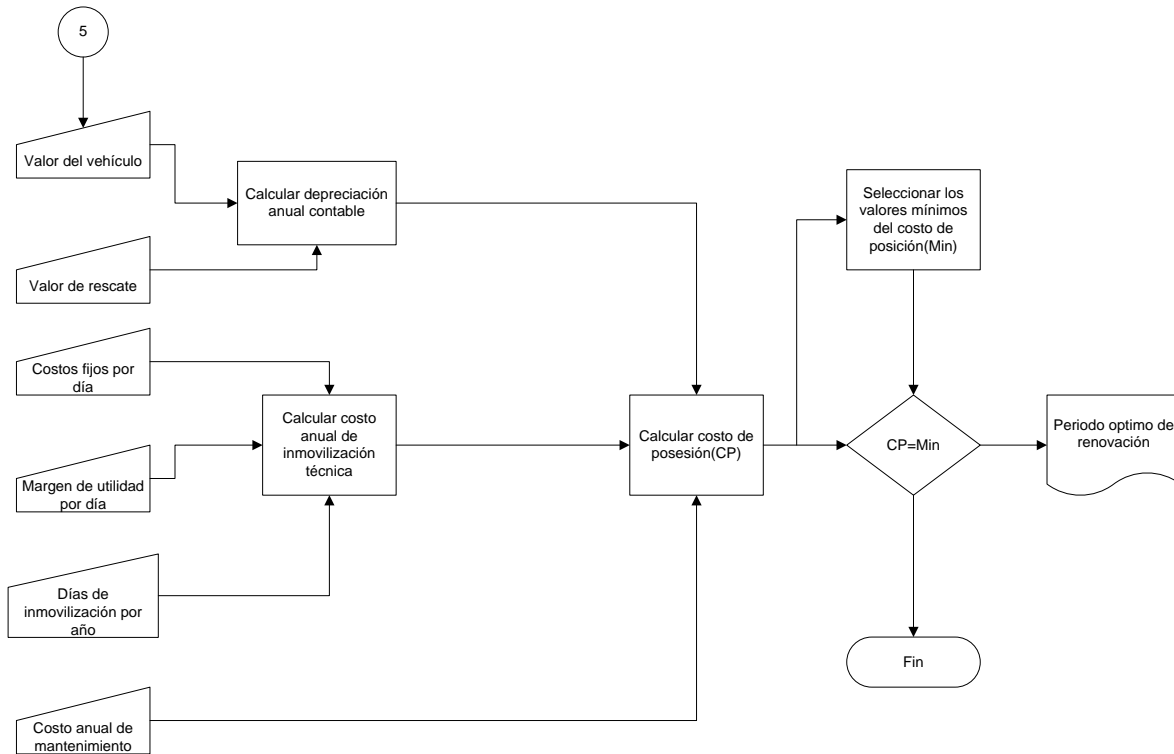 5
Valor del vehículo
Calcular depreciación
anual contable
Seleccionar los
valores mínimos
del costo de
posición(Min)
Valor de rescate
Costos fijos por
día
Calcular costo
anual de
inmovilización
técnica
Calcular costo de
posesión(CP)
CP=Min
Periodo optimo de
renovación
Margen de utilidad
por día
Días de
inmovilización por
año
Fin
Costo anual de
mantenimiento